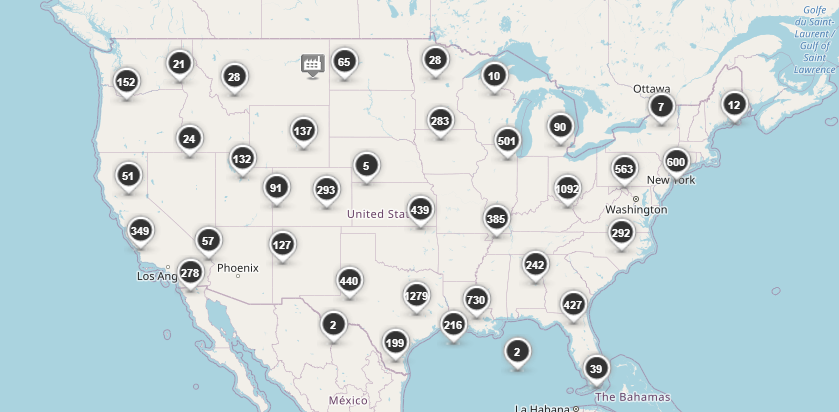 Golfe
du Saint-
Laurent /
Gulf of
Saint
Lawrence
21
65
28
28
10
152
Ottawa
7
12
283
137
90
24
501
132
5
563
600
New York
51
91
293
1092
Washington
439
United Sta
385
349
57
127
292
278
Los Ang
Phoenix
242
440
1279
730
427
2
216
199
2
39
México
The Bahamas
La Habana